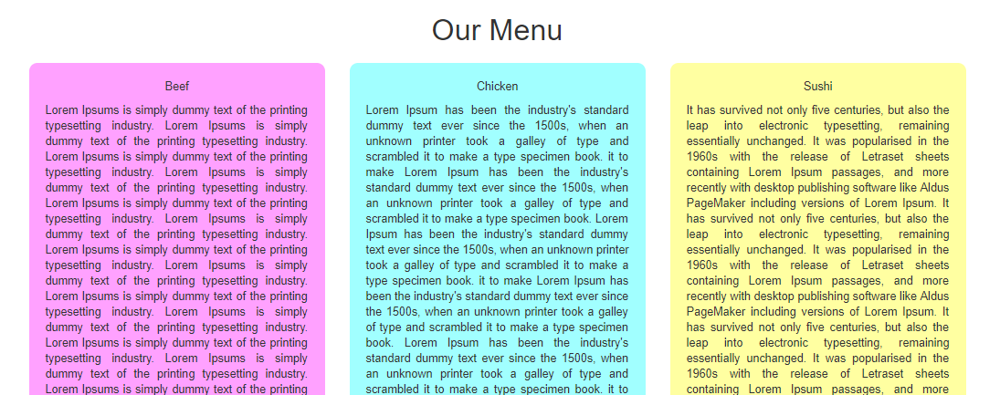 Our Menu
Beef
Lorem Ipsums is simply dummy text of the printing
typesetting industry. Lorem Ipsums is simply
dummy text of the printing typesetting industry.
Lorem Ipsums is simply dummy text of the printing
typesetting industry. Lorem Ipsums is simply
dummy text of the printing typesetting industry.
Lorem Ipsums is simply dummy text of the printing
typesetting industry. Lorem Ipsums is simply
dummy text of the printing typesetting industry.
Lorem Ipsums is simply dummy text of the printing
typesetting industry. Lorem Ipsums is simply
dummy text of the printing typesetting industry.
Lorem Ipsums is simply dummy text of the printing
typesetting industry. Lorem Ipsums is simply
dummy text of the printing typesetting industry.
Lorem Ipsums is simply dummy text of the printing
typesetting industry. Lorem Ipsums is simply
dummy text of the printing typesetting industry.
Lorem Ipsums is simply dummy text of the printing
Chicken
Lorem Ipsum has been the industry's standard
dummy text ever since the 1500s, when an
unknown printer took a galley of type and
scrambled it to make a type specimen book. it to
make Lorem Ipsum has been the industry's
standard dummy text ever since the 1500s, when
an unknown printer took a galley of type and
scrambled it to make a type specimen book. Lorem
Ipsum has been the industry's standard dummy
text ever since the 1500s, when an unknown printer
took a galley of type and scrambled it to make a
type specimen book. it to make Lorem Ipsum has
been the industry's standard dummy text ever since
the 1500s, when an unknown printer took a galley
of type and scrambled it to make a type specimen
book. Lorem Ipsum has been the industry's
standard dummy text ever since the 1500s, when
an unknown printer took a galley of type and
scrambled it to make a type specimen book. it to
Sushi
It has survived not only five centuries, but also the
leap into electronic typesetting, remaining
essentially unchanged. It was popularised in the
1960s with the release of Letraset sheets
containing Lorem Ipsum passages, and more
recently with desktop publishing software like Aldus
PageMaker including versions of Lorem Ipsum. It
has survived not only five centuries, but also the
leap into electronic typesetting, remaining
essentially unchanged. It was popularised in the
1960s with the release of Letraset sheets
containing Lorem Ipsum passages, and more
recently with desktop publishing software like Aldus
PageMaker including versions of Lorem Ipsum. It
has survived not only five centuries, but also the
leap into electronic typesetting, remaining
essentially unchanged. It was popularised in the
1960s with the release of Letraset sheets
containing Lorem Ipsum passages, and more